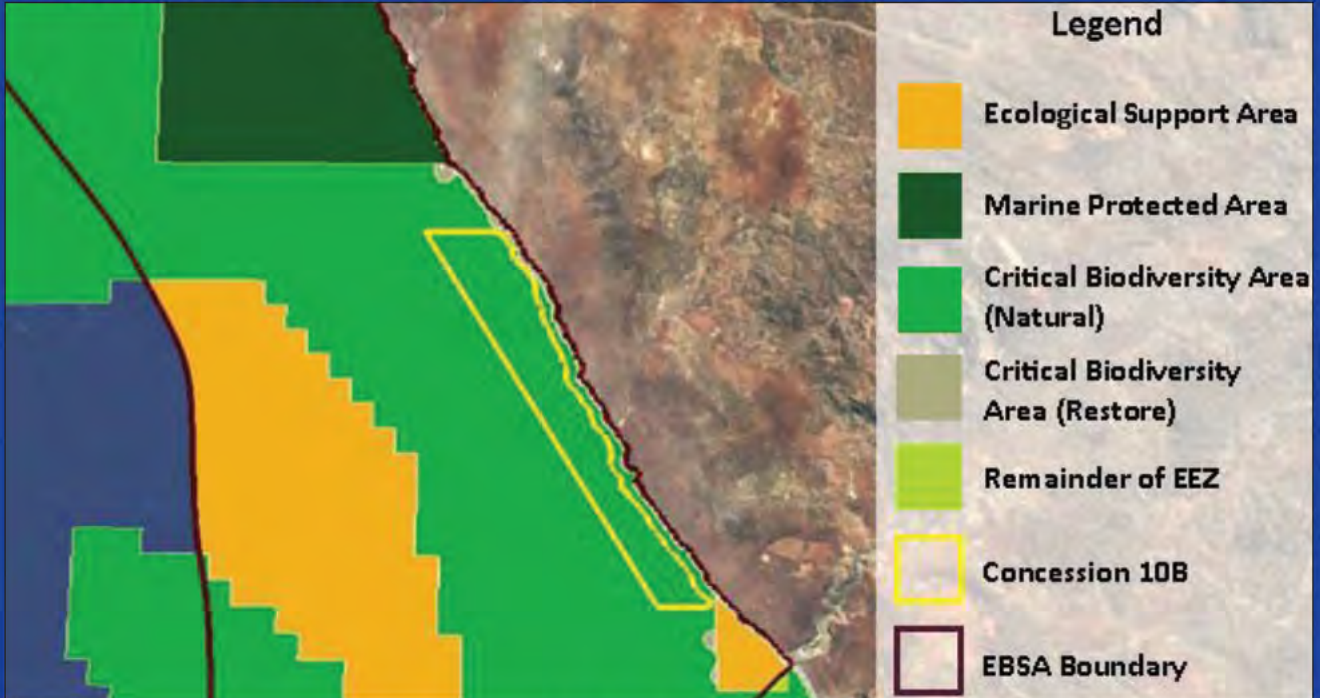 Legend
Ecological Support Area
Marine Protected Area
Critical Biodiversity Area
(Natural)
Critical Biodiversity
Area (Restore)
Remainder of EEZ
Concession 10B
EBSA Boundary